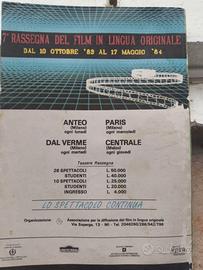 7ª RASSEGNA DEL FILM IN LINGUA ORIGINALE
DAL 10 OTTOBRE '83 AL 17 MAGGIO '84
ANTEO PARIS
(Milano) (Milano)
ogni lunedì ogni mercoledì
DAL VERME CENTRALE
(Milano)
ogni martedì ogni giovedì
Tessere Rassegna
28 SPETTACOLI L. 60.000
STUDENTI L. 40.000
10 SPETTACOLI L. 25.000
STUDENTI L. 20.000
INGRESSO L. 4.000
LO SPETTACOLO CONTINUA
Organizzazione: Associazione per la diffusione del film in lingua originale
subito